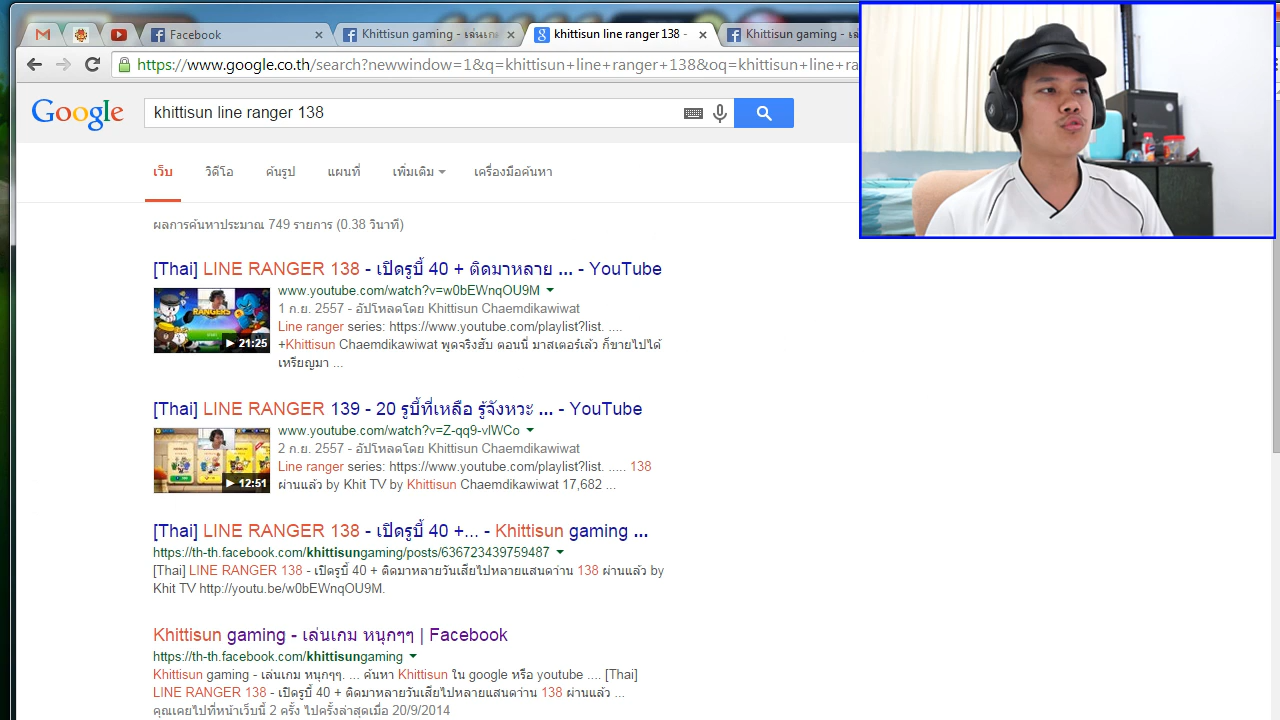 Facebook
Khittisun gaming - เล่นเกม
khittisun line ranger 138 -
Khittisun gaming - เล
https://www.google.co.th/search?newwindow=1&q=khittisun+line+ranger+138&oq=khittisun+line+ra
Google
khittisun line ranger 138
เว็บ วิดีโอ ค้นรูป แผนที่ เพิ่มเติม เครื่องมือค้นหา
ผลการค้นหาประมาณ 749 รายการ (0.38 วินาที)
[Thai] LINE RANGER 138 - เปิดรูบี้ 40 + ติดมาหลาย ... - YouTube
www.youtube.com/watch?v=w0bEWnqOU9M
1 ก.ย. 2557 - อัปโหลดโดย Khittisun Chaemdikawiwat
Line ranger series: https://www.youtube.com/playlist?list. ....
+Khittisun Chaemdikawiwat พูดจริงฮับ ตอนนี่ มาสเตอร์เล้ว ก็ขายไปได้
เหรียญมา ...
RANGERS
21:25
[Thai] LINE RANGER 139 - 20 รูบี้ที่เหลือ รู้จังหวะ ... - YouTube
www.youtube.com/watch?v=Z-qq9-vIWCo
2 ก.ย. 2557 - อัปโหลดโดย Khittisun Chaemdikawiwat
Line ranger series: https://www.youtube.com/playlist?list. ..... 138
ผ่านแล้ว by Khit TV by Khittisun Chaemdikawiwat 17,682 ...
12:51
[Thai] LINE RANGER 138 - เปิดรูบี้ 40 +... - Khittisun gaming ...
https://th-th.facebook.com/khittisungaming/posts/636723439759487
[Thai] LINE RANGER 138 - เปิดรูบี้ 40 + ติดมาหลายวันเสียไปหลายแสนด่าน 138 ผ่านแล้ว by
Khit TV http://youtu.be/w0bEWnqOU9M.
Khittisun gaming - เล่นเกม หนุกๆๆ | Facebook
https://th-th.facebook.com/khittisungaming
Khittisun gaming - เล่นเกม หนุกๆๆ. ... ค้นหา Khittisun ใน google หรือ youtube .... [Thai]
LINE RANGER 138 - เปิดรูบี้ 40 + ติดมาหลายวันเสียไปหลายแสนด่าน 138 ผ่านแล้ว ...
คุณเคยไปที่หน้าเว็บนี้ 2 ครั้ง ไปครั้งล่าสุดเมื่อ 20/9/2014